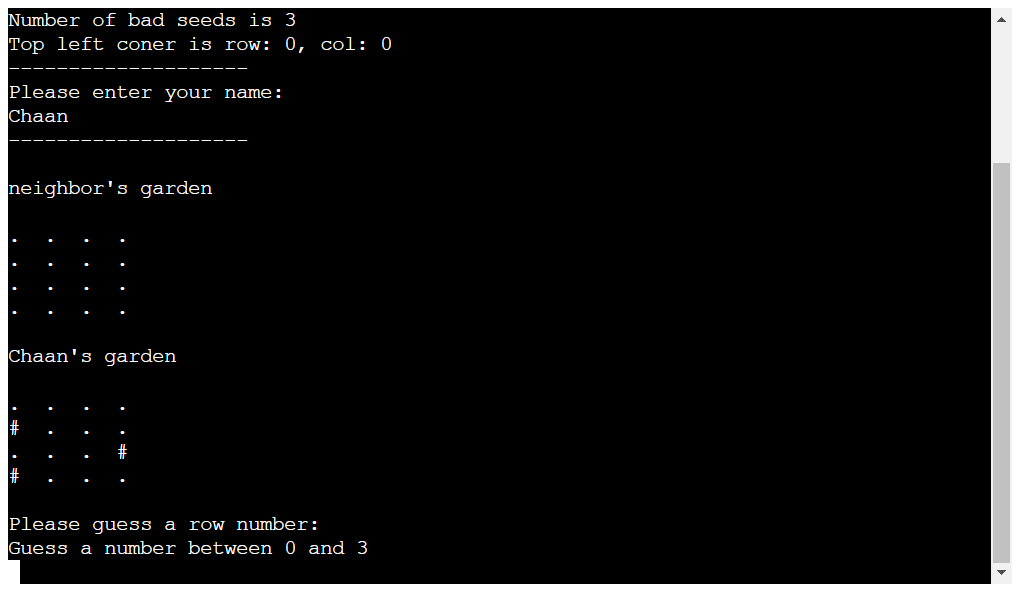 Number of bad seeds is 3
Top left coner is row: 0, col: 0
--------------------
Please enter your name:
Chaan
--------------------
neighbor's garden
.  .  .  .
.  .  .  .
.  .  .  .
.  .  .  .
Chaan's garden
.  .  .  .
#  .  .  .
.  .  .  #
#  .  .  .
Please guess a row number:
Guess a number between 0 and 3